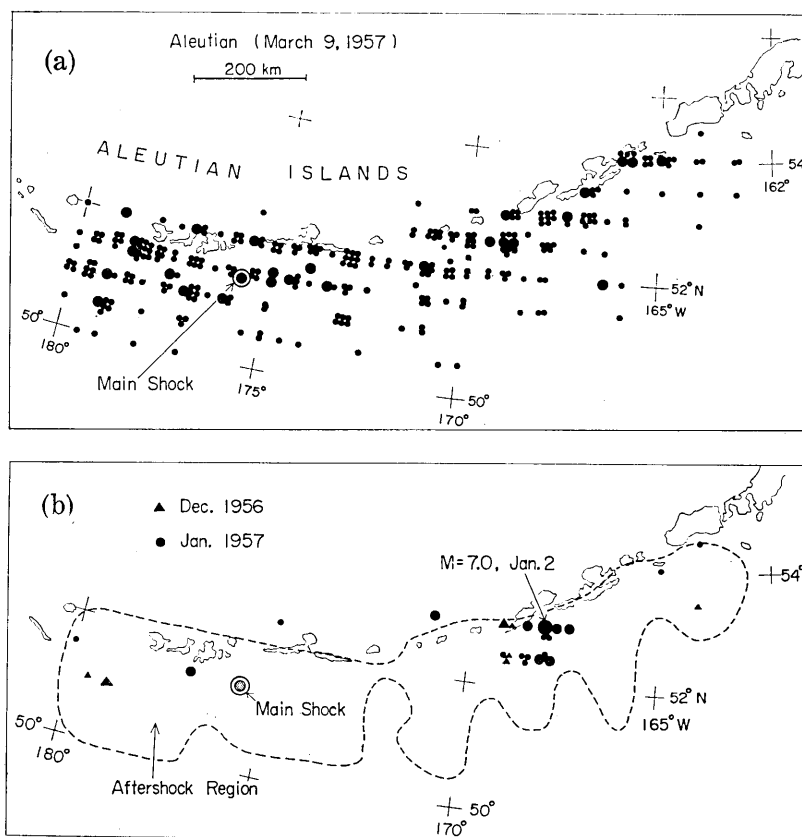 (a)
Aleutian (March 9, 1957)
200 km
ALEUTIAN ISLANDS
54
162°
52° N
165° W
50°
180°
Main Shock
175°
50°
170°
(b)
Dec. 1956
Jan. 1957
M=7.0, Jan. 2
54°
Main Shock
52° N
165° W
50°
180°
Aftershock
Region
50°
170°